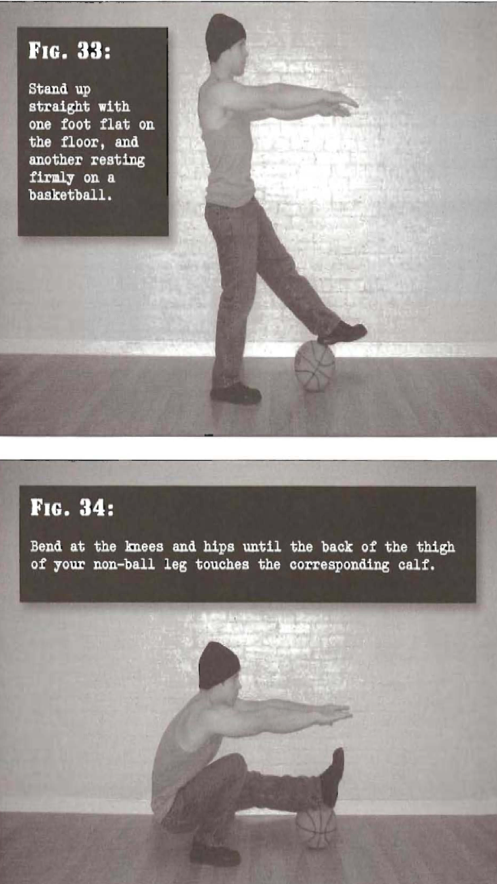 FIG. 33:
Stand up
straight with
one foot flat on
the floor, and
another resting
firmly on a
basketball.
FIG. 34:
Bend at the knees and hips until the back of the thigh
of your non-ball leg touches the corresponding calf.